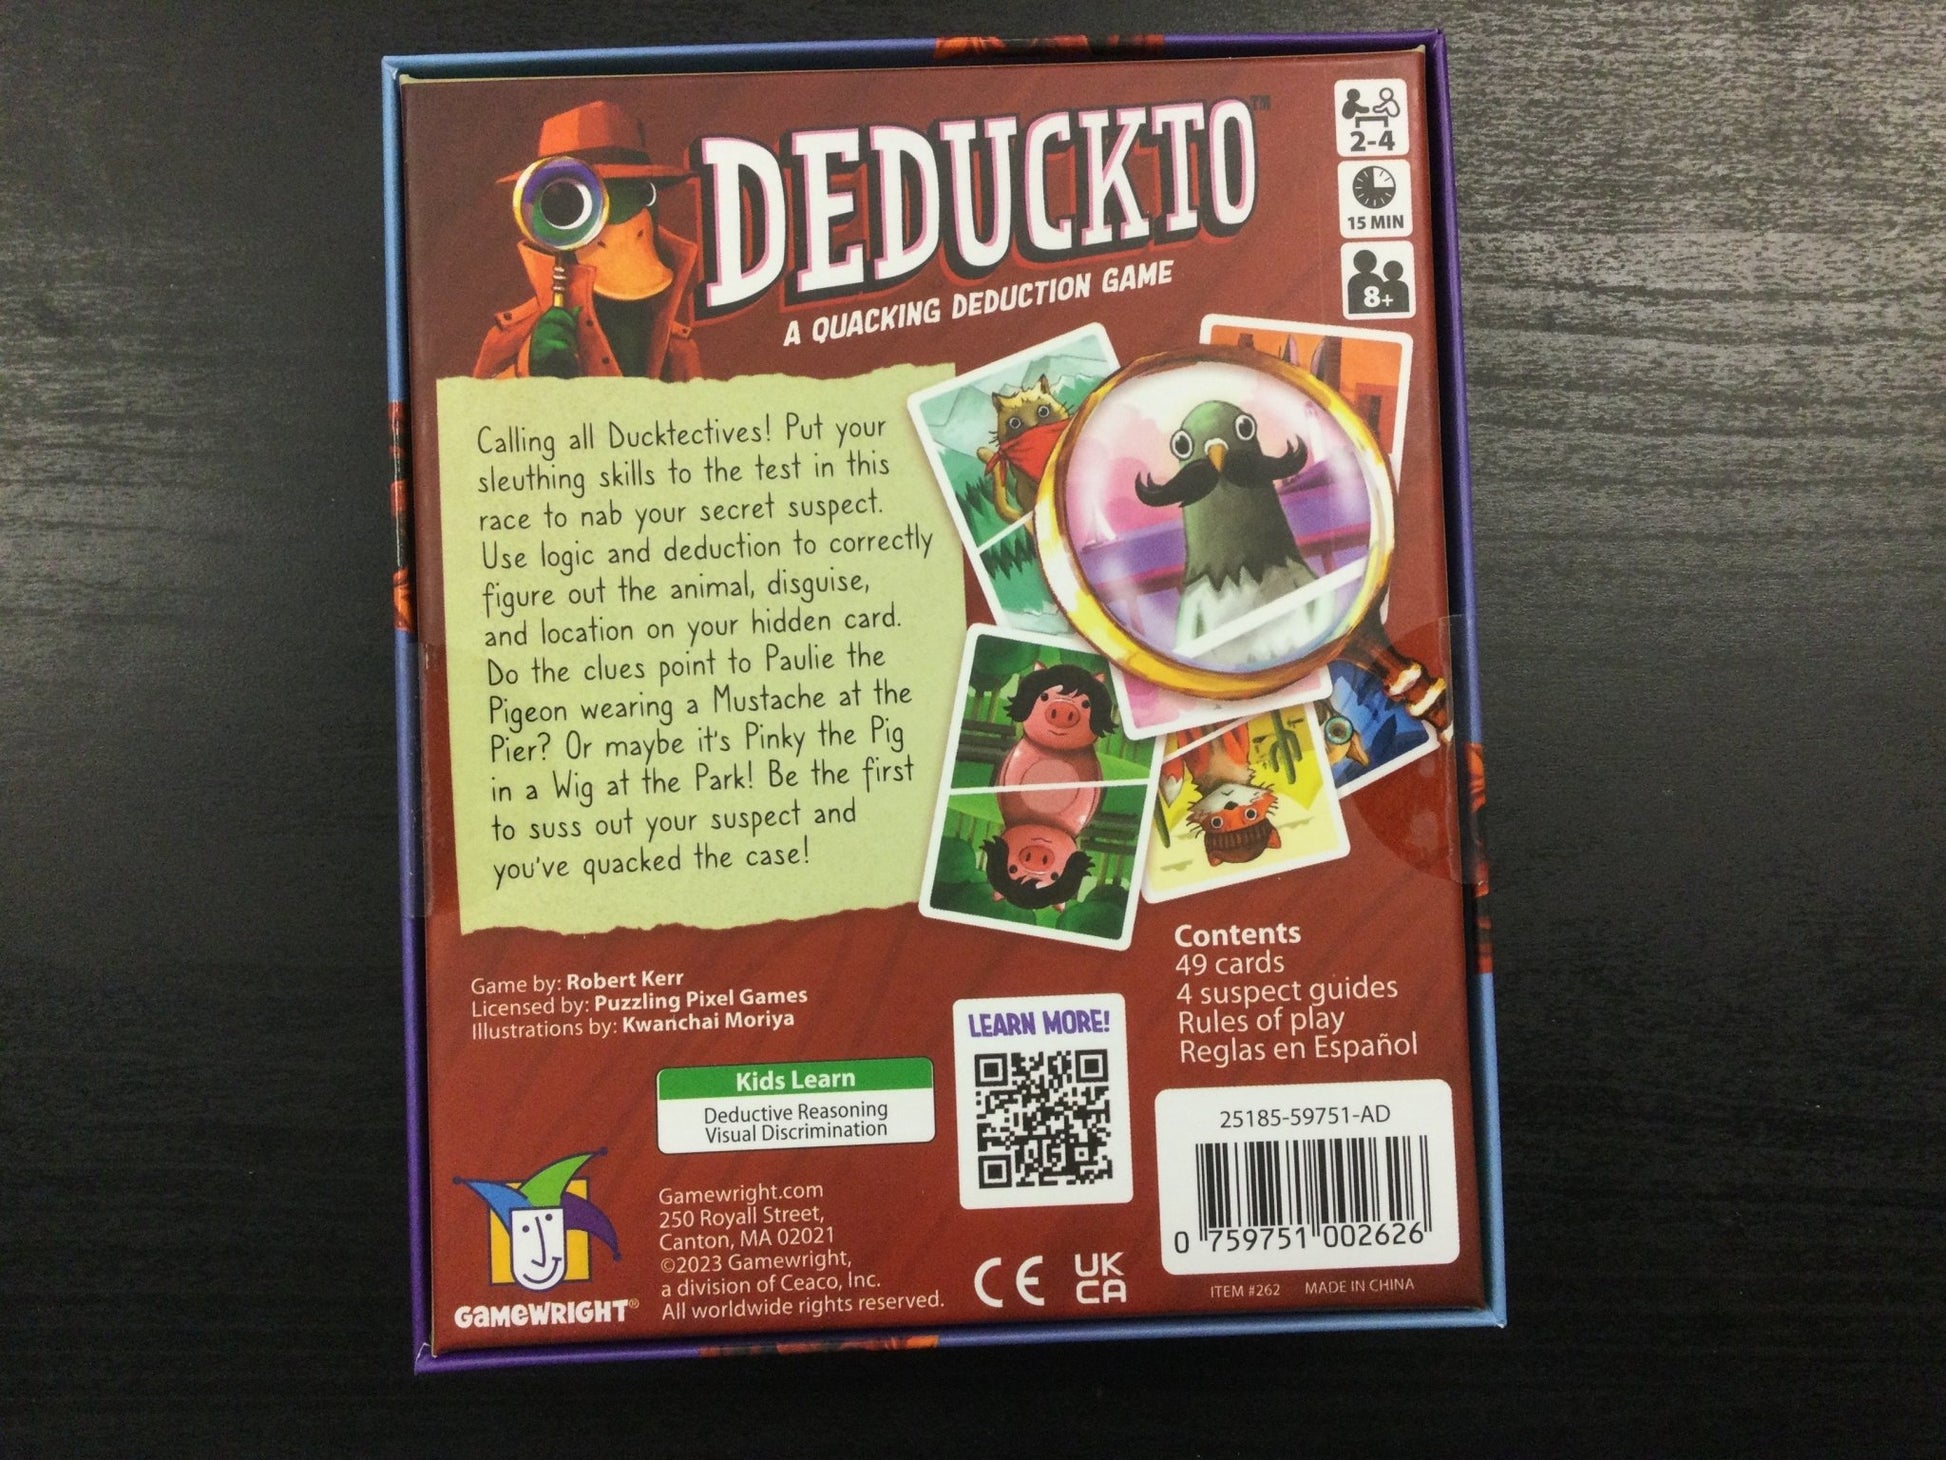 DEDUCKTO™
A QUACKING DEDUCTION GAME
2-4
15 MIN
8+
Calling all Ducktectives! Put your
sleuthing skills to the test in this
race to nab your secret suspect.
Use logic and deduction to correctly
figure out the animal, disguise,
and location on your hidden card.
Do the clues point to Paulie the
Pigeon wearing a Mustache at the
Pier? Or maybe it's Pinky the Pig
in a Wig at the Park! Be the first
to suss out your suspect and
you've quacked the case!
Game by: Robert Kerr
Licensed by: Puzzling Pixel Games
Illustrations by: Kwanchai Moriya
Contents
49 cards
4 suspect guides
Rules of play
Reglas en Español
LEARN MORE!
Kids Learn
Deductive Reasoning
Visual Discrimination
25185-59751-AD
0 759751 002626
GAMEWRIGHT®
Gamewright.com
250 Royall Street,
Canton, MA 02021
©2023 Gamewright,
a division of Ceaco, Inc.
All worldwide rights reserved.
CE
UK
CA
ITEM #262 MADE IN CHINA